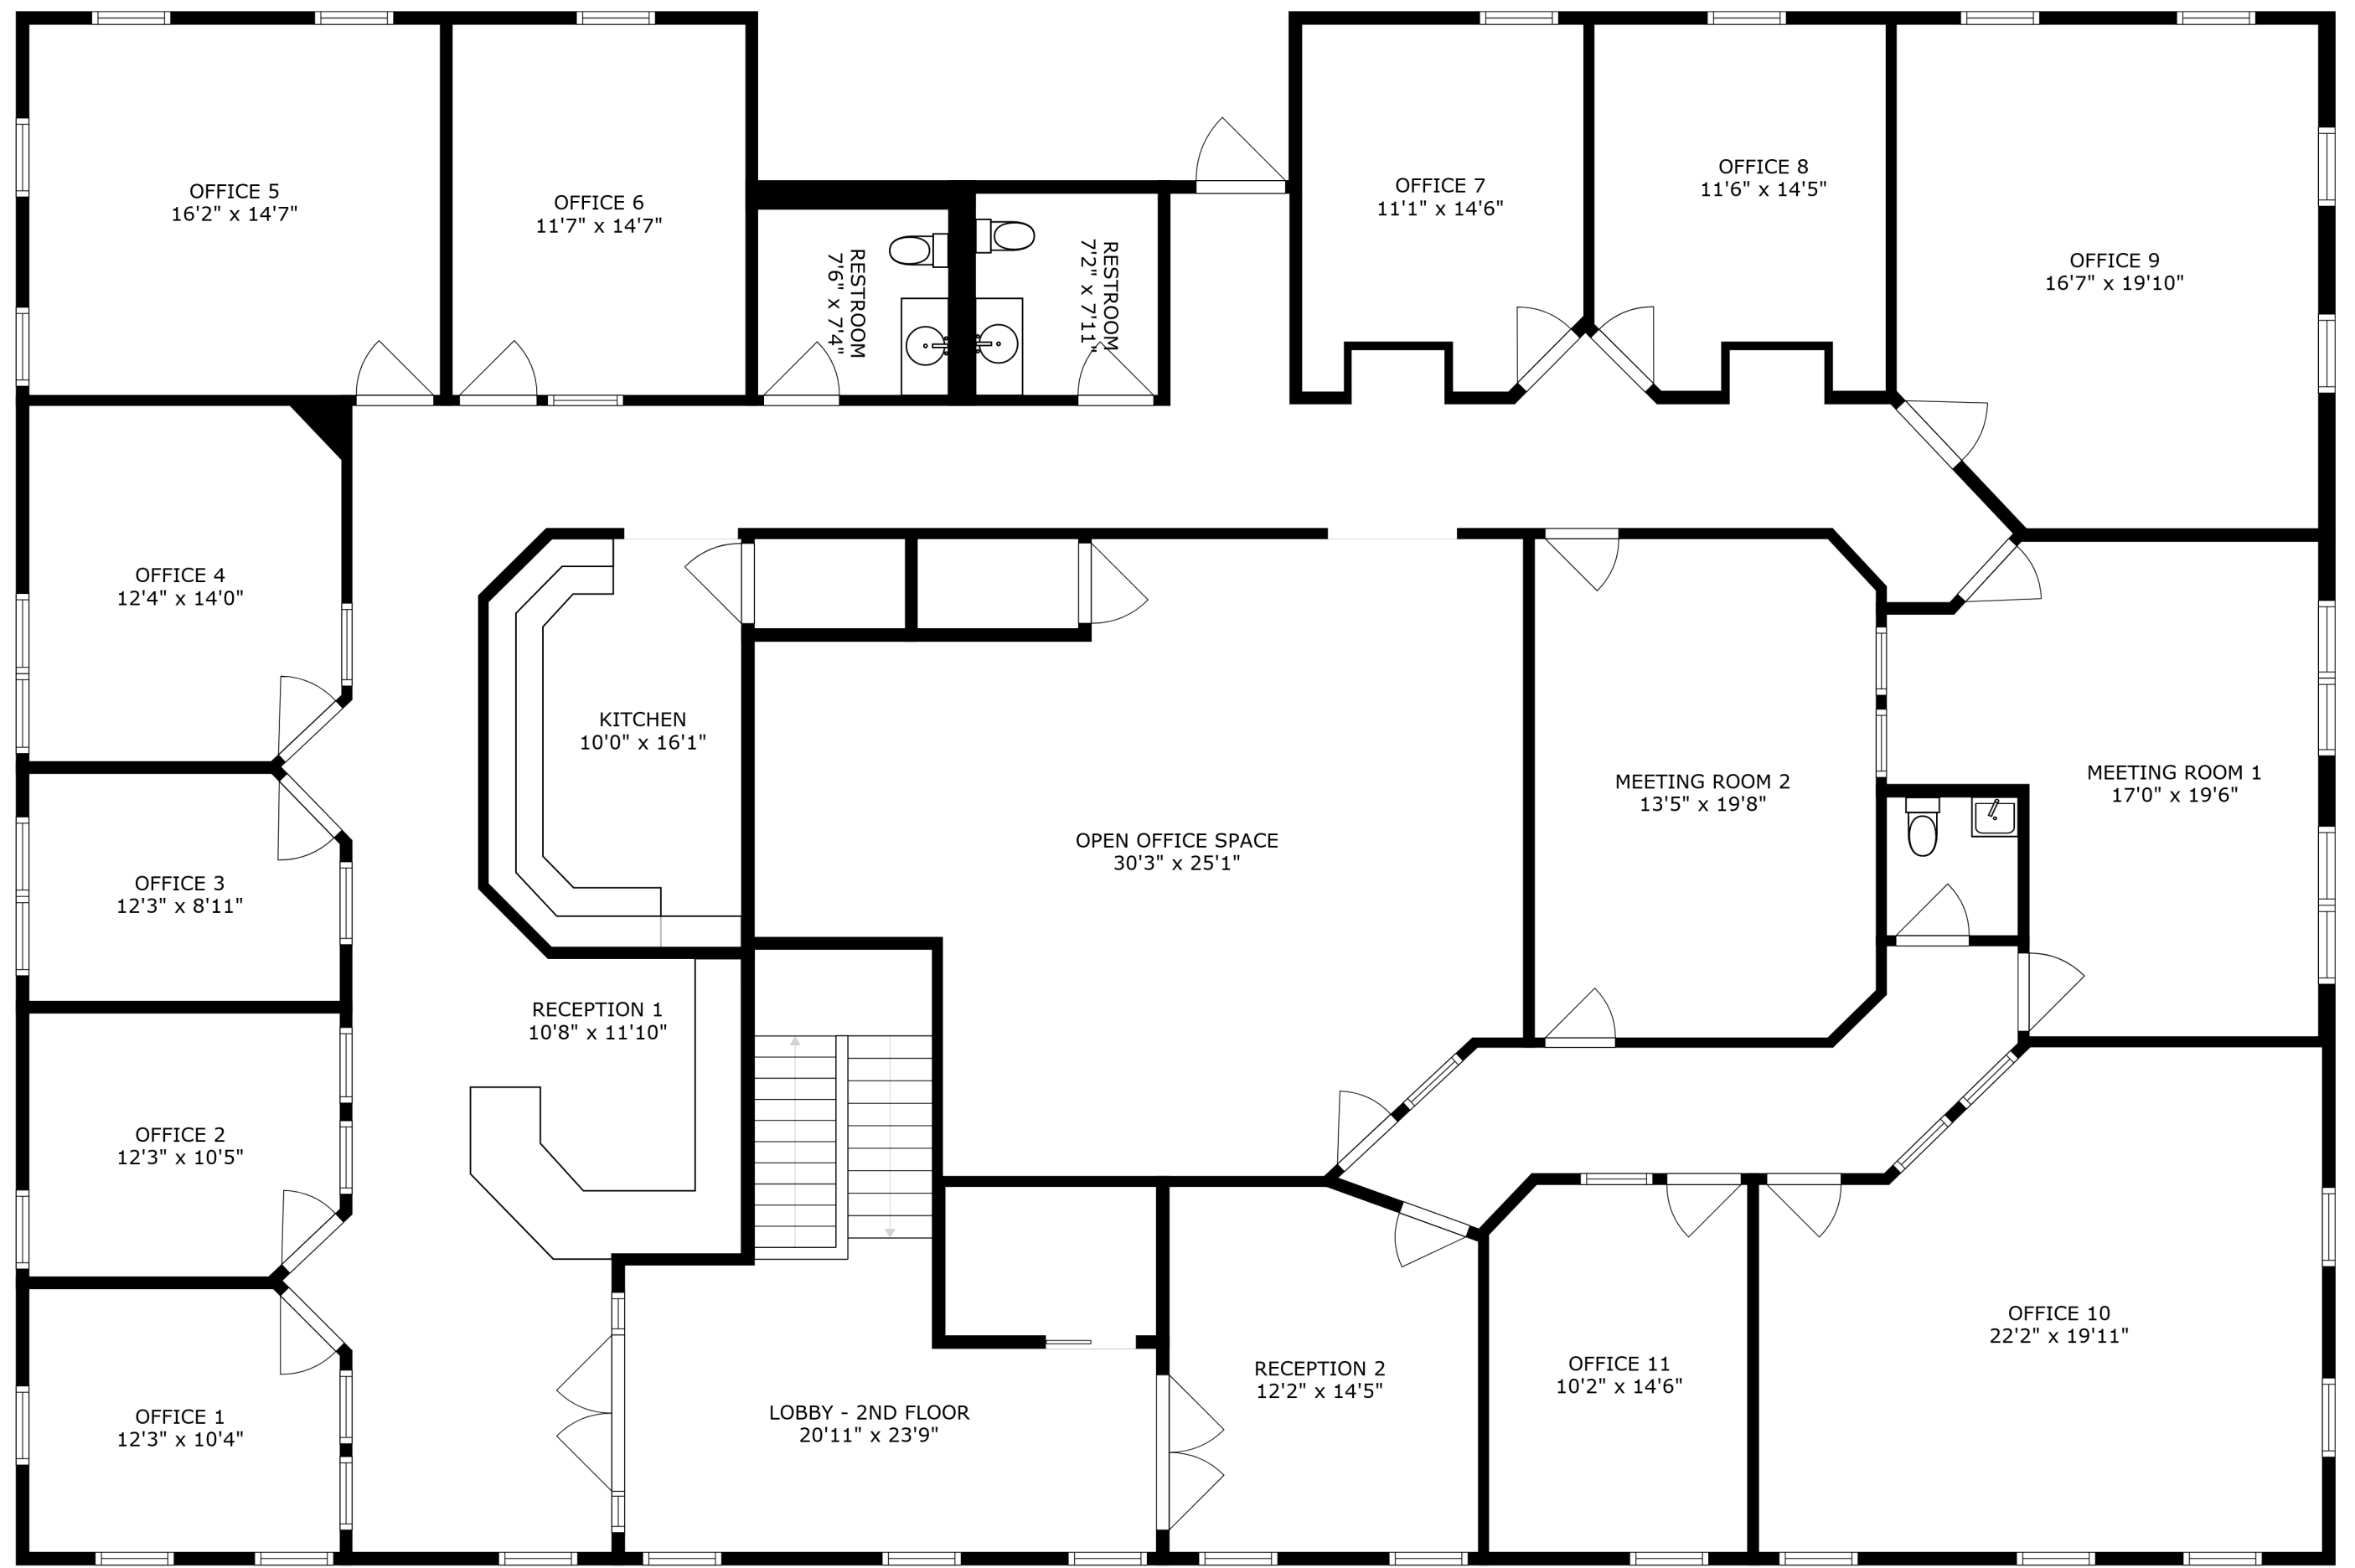 OFFICE 5
16'2" x 14'7"
OFFICE 6
11'7" x 14'7"
RESTROOM
7'6" x 7'4"
RESTROOM
7'2" x 7'11"
OFFICE 7
11'1" x 14'6"
OFFICE 8
11'6" x 14'5"
OFFICE 9
16'7" x 19'10"
OFFICE 4
12'4" x 14'0"
KITCHEN
10'0" x 16'1"
MEETING ROOM 2
13'5" x 19'8"
MEETING ROOM 1
17'0" x 19'6"
OPEN OFFICE SPACE
30'3" x 25'1"
OFFICE 3
12'3" x 8'11"
RECEPTION 1
10'8" x 11'10"
OFFICE 2
12'3" x 10'5"
OFFICE 10
22'2" x 19'11"
RECEPTION 2
12'2" x 14'5"
OFFICE 11
10'2" x 14'6"
OFFICE 1
12'3" x 10'4"
LOBBY - 2ND FLOOR
20'11" x 23'9"